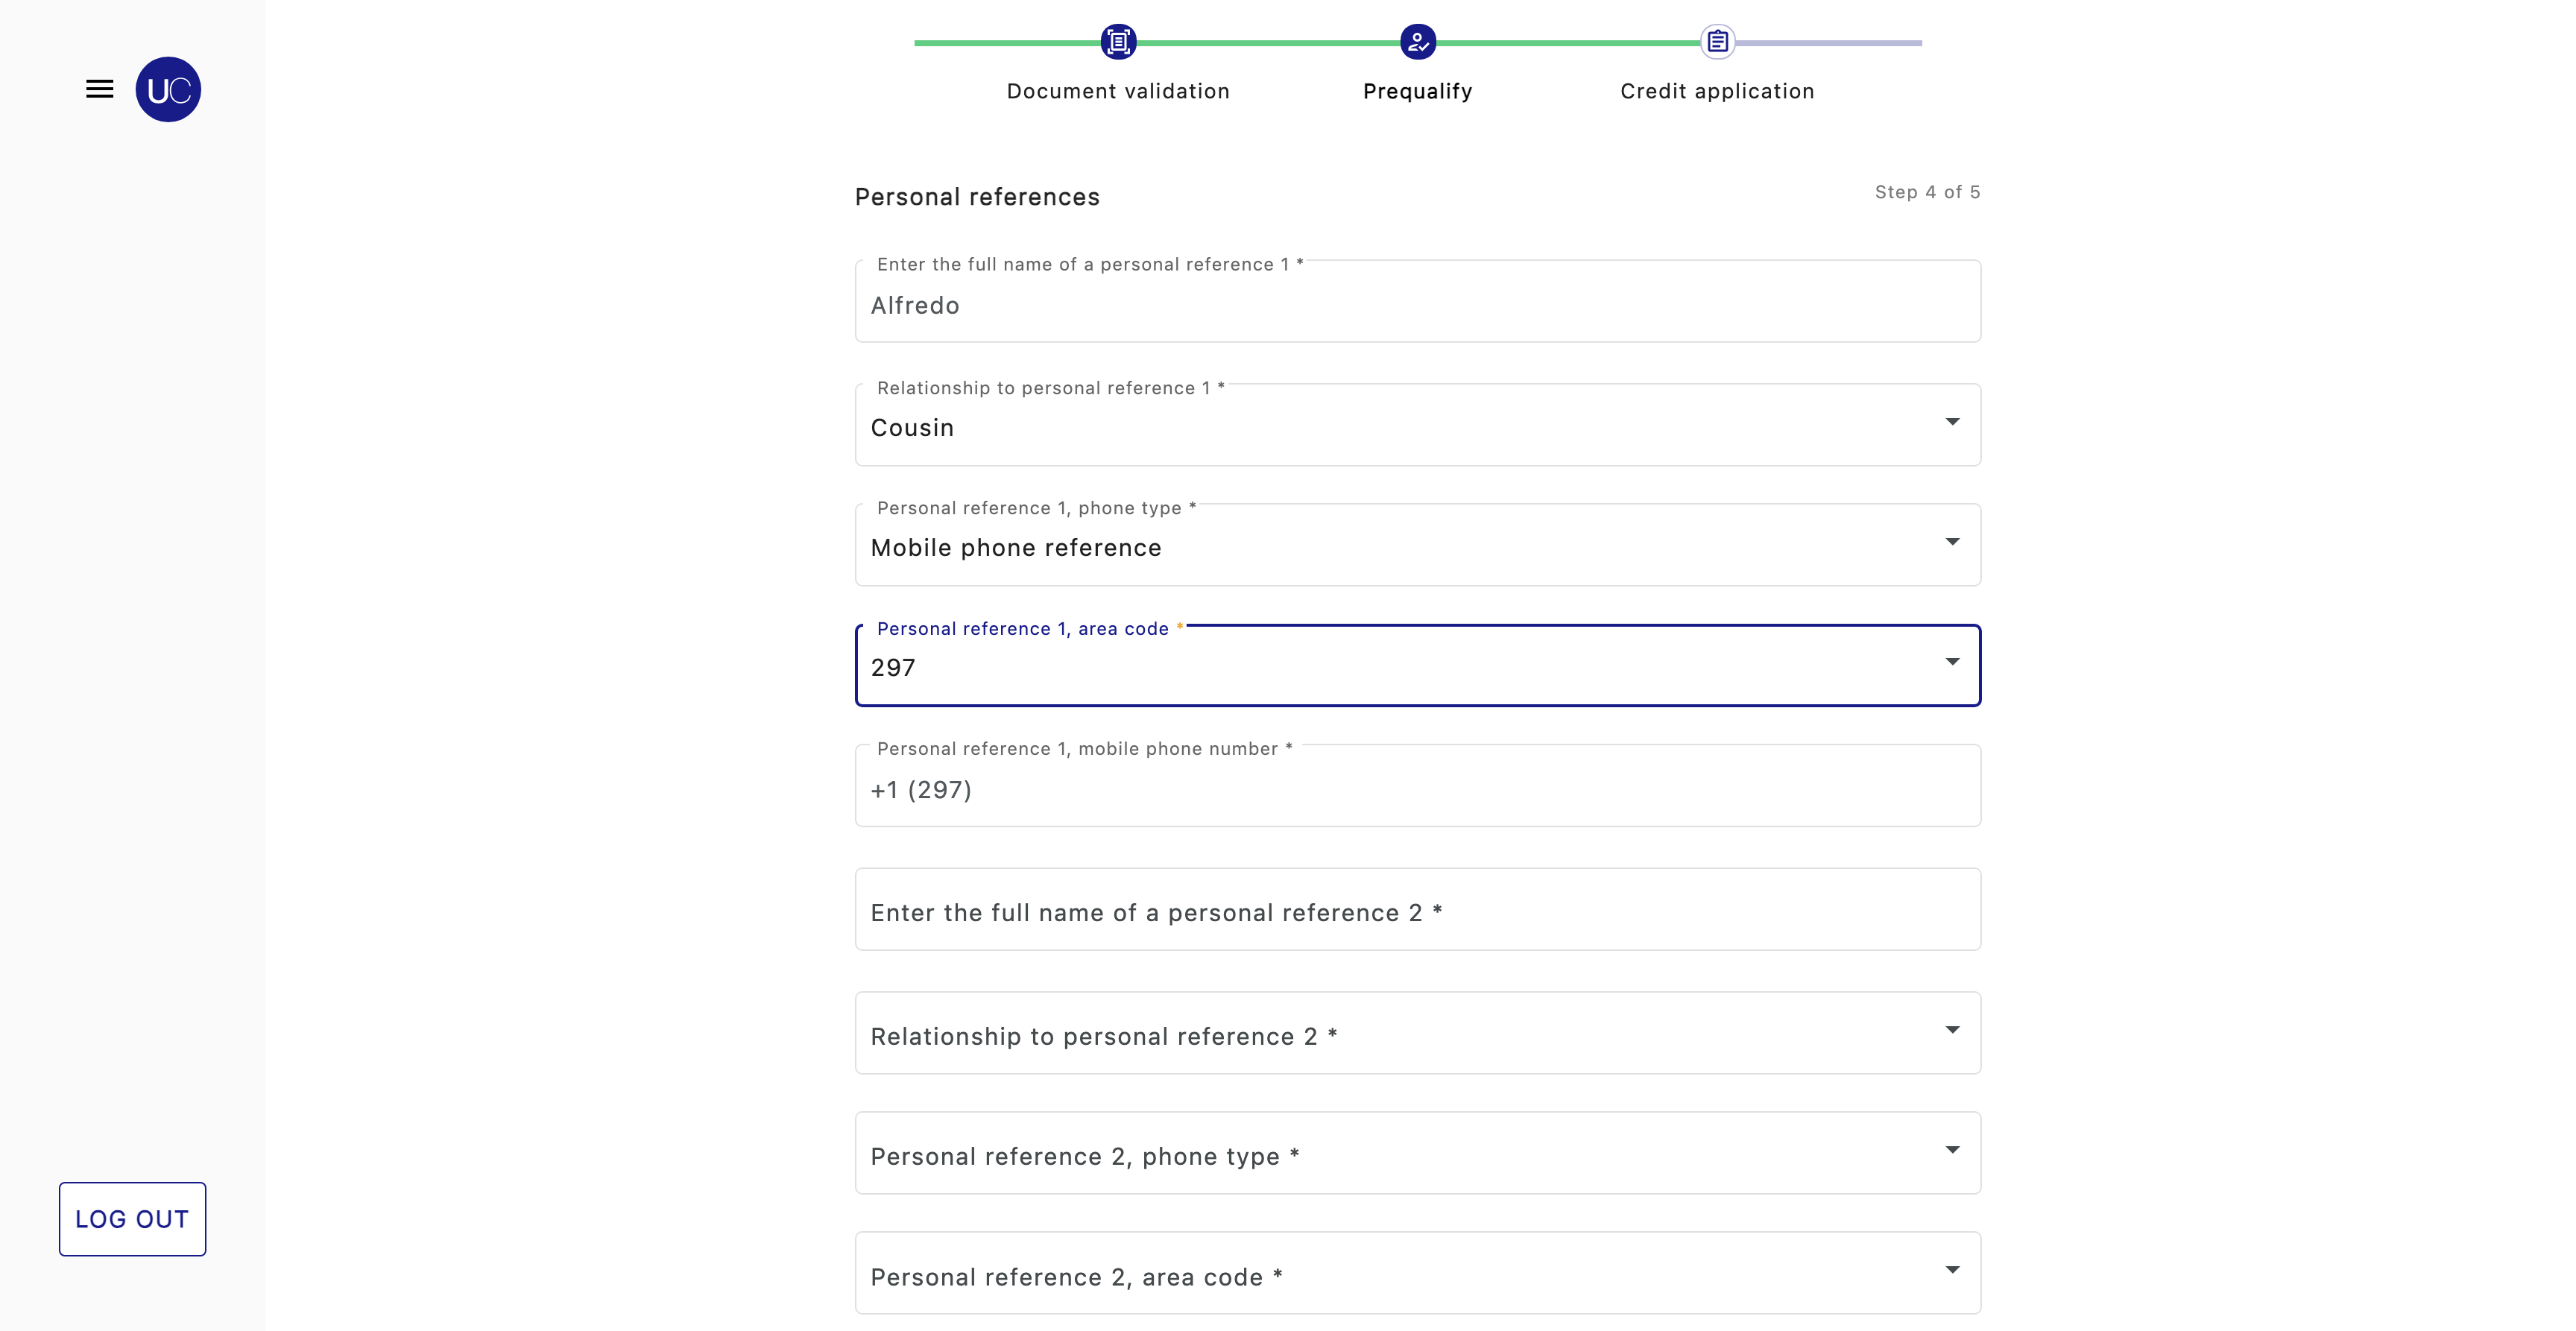 UC
Document validation
Prequalify
Credit application
Personal references
Step 4 of 5
Enter the full name of a personal reference 1 *
Alfredo
Relationship to personal reference 1 *
Cousin
Personal reference 1, phone type *
Mobile phone reference
Personal reference 1, area code *
297
Personal reference 1, mobile phone number *
+1 (297)
Enter the full name of a personal reference 2 *
Relationship to personal reference 2 *
Personal reference 2, phone type *
Personal reference 2, area code *
LOG OUT